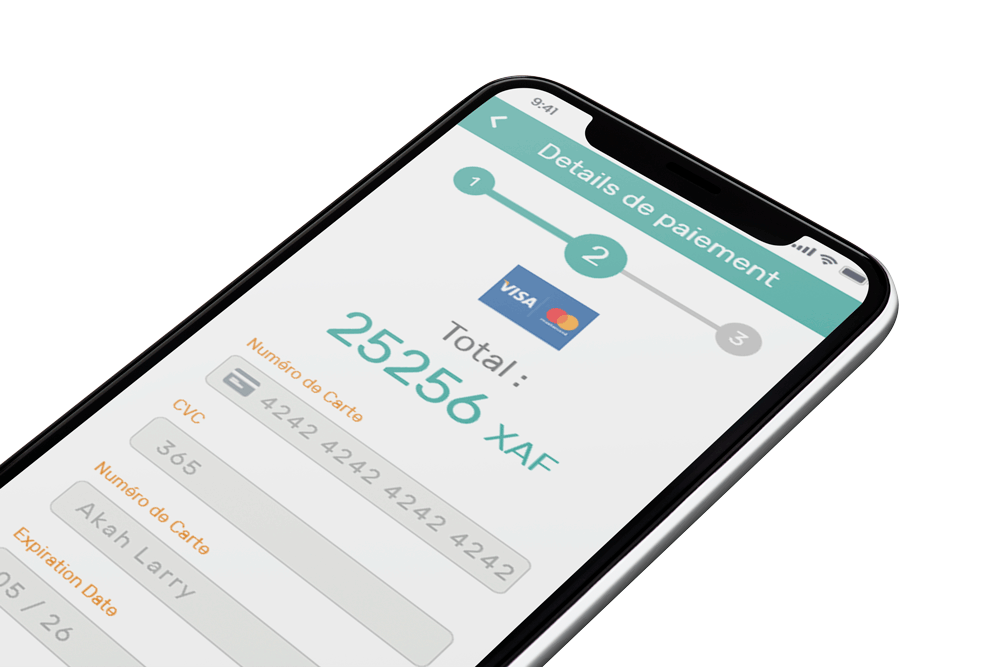 9:41
Details de paiement
1
2
3
VISA
Total :
25256 XAF
Numéro de Carte
4242 4242 4242 4242
CVC
365
Numéro de Carte
Akah Larry
Expiration Date
05 / 26